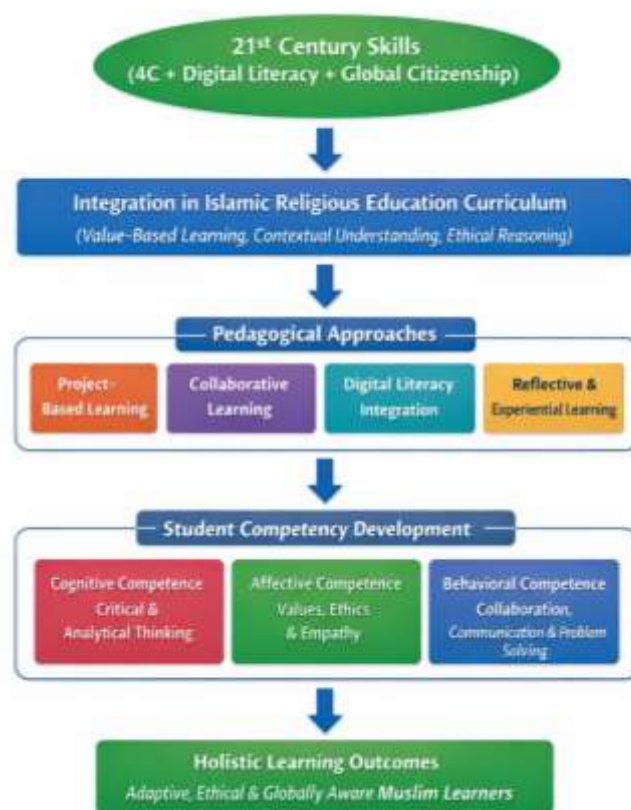 21st Century Skills
(4C + Digital Literacy + Global Citizenship)
Integration in Islamic Religious Education Curriculum
(Value-Based Learning, Contextual Understanding, Ethical Reasoning)
Pedagogical Approaches
Project-
Based Learning
Collaborative
Learning
Digital Literacy
Integration
Reflective &
Experiential Learning
Student Competency Development
Cognitive Competence
Critical &
Analytical Thinking
Affective Competence
Values, Ethics
& Empathy
Behavioral Competence
Collaboration,
Communication & Problem
Solving
Holistic Learning Outcomes
Adaptive, Ethical & Globally Aware Muslim Learners